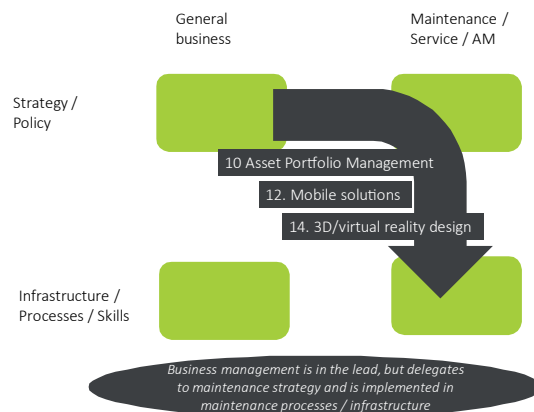 General
business
Maintenance /
Service / AM
Strategy /
Policy
10 Asset Portfolio Management
12. Mobile solutions
14. 3D/virtual reality design
Infrastructure /
Processes / Skills
Business management is in the lead, but delegates
to maintenance strategy and is implemented in
maintenance processes / infrastructure